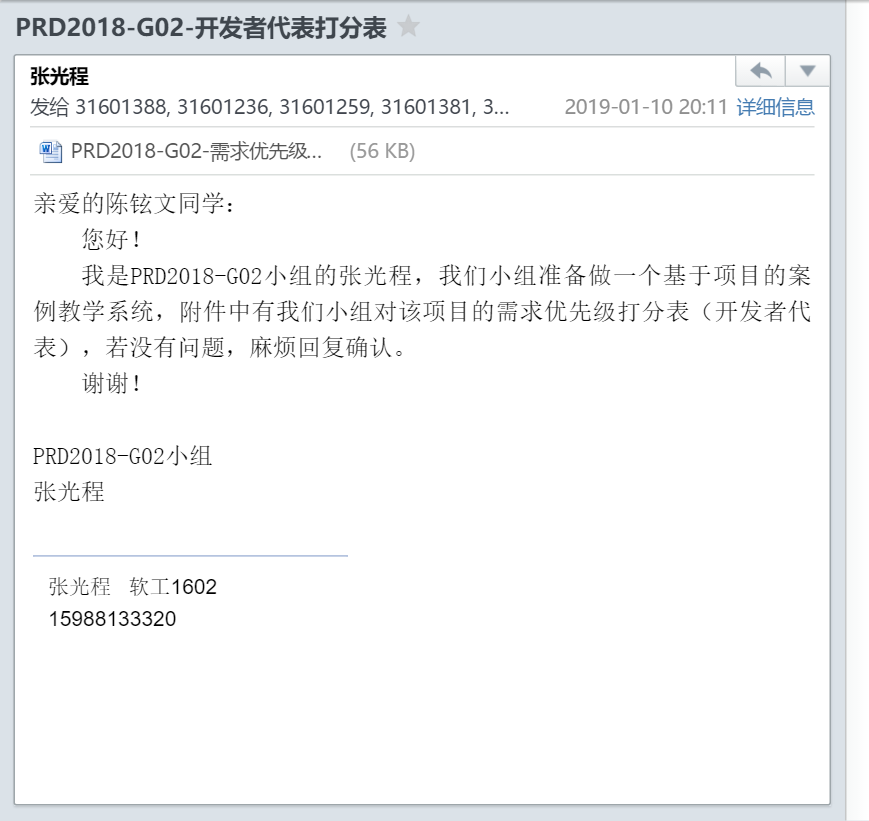 PRD2018-G02-开发者代表打分表
张光程
发给 31601388, 31601236, 31601259, 31601381, 3... 2019-01-10 20:11 详细信息
PRD2018-G02-需求优先级... (56 KB)
亲爱的陈铉文同学：
您好！
我是PRD2018-G02小组的张光程，我们小组准备做一个基于项目的案
例教学系统，附件中有我们小组对该项目的需求优先级打分表（开发者代
表），若没有问题，麻烦回复确认。
谢谢！
PRD2018-G02小组
张光程
张光程 软工1602
15988133320